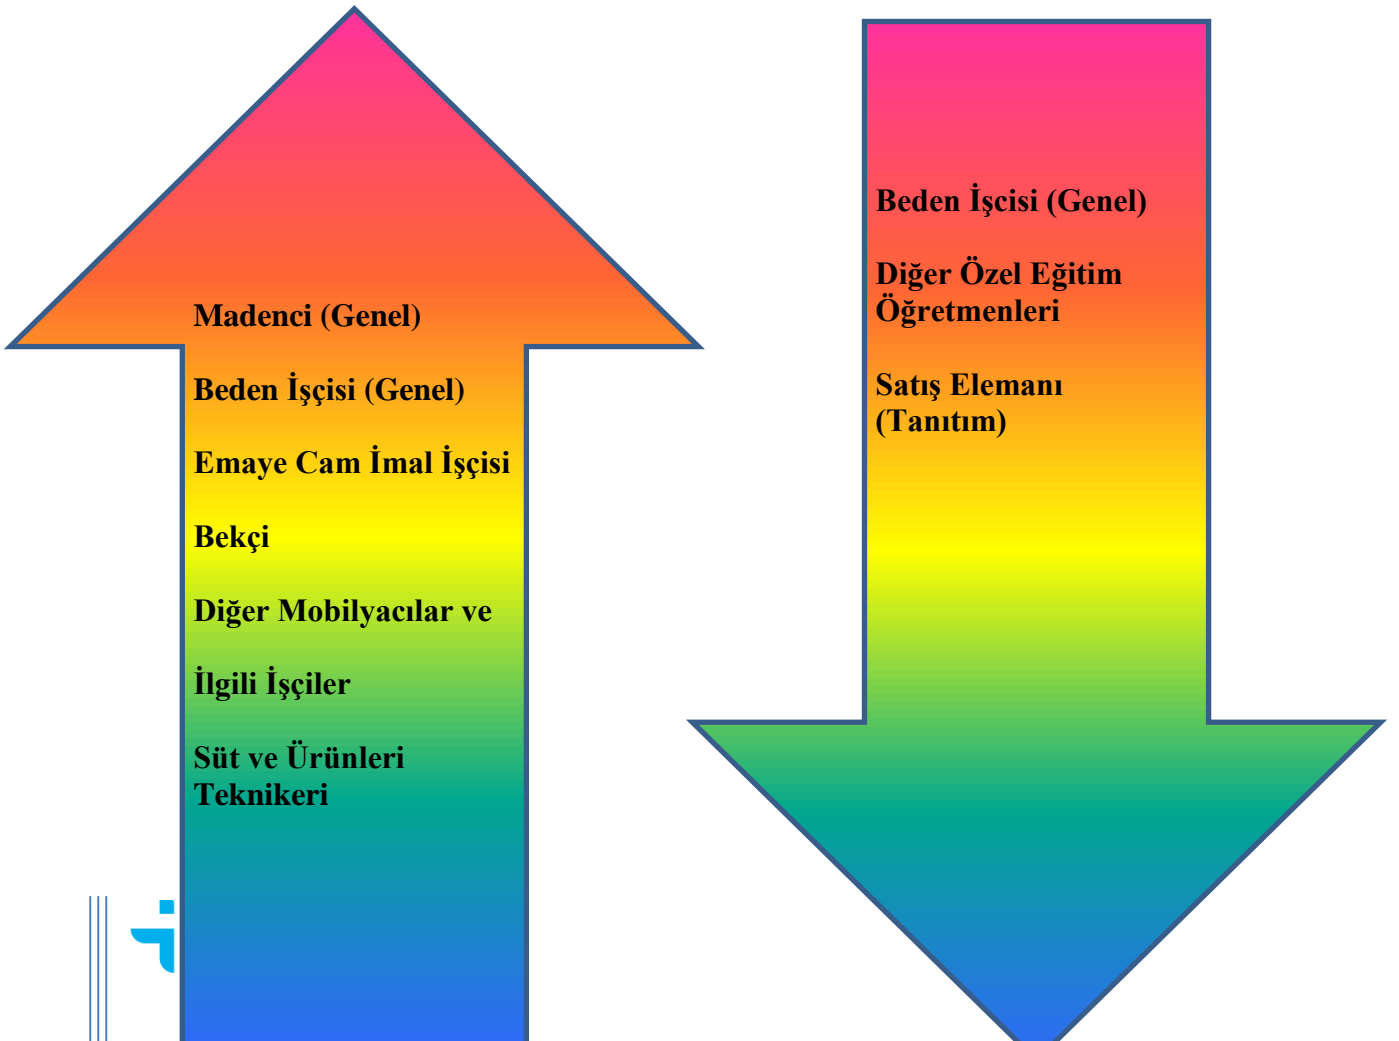 Madenci (Genel)
Beden İşçisi (Genel)
Emaye Cam İmal İşçisi
Bekçi
Diğer Mobilyacılar ve
İlgili İşçiler
Süt ve Ürünleri
Teknikeri
Beden İşcisi (Genel)
Diğer Özel Eğitim
Öğretmenleri
Satış Elemanı
(Tanıtım)